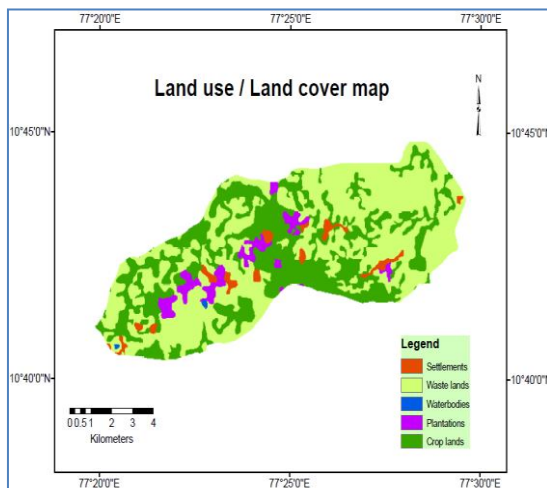 77°20'0"E 77°25'0"E 77°30'0"E
Land use / Land cover map
N
10°45'0"N 10°45'0"N
Legend
Settlements
Waste lands
Waterbodies
Plantations
Crop lands
10°40'0"N 10°40'0"N
0 0.5 1 2 3 4
Kilometers
77°20'0"E 77°25'0"E 77°30'0"E